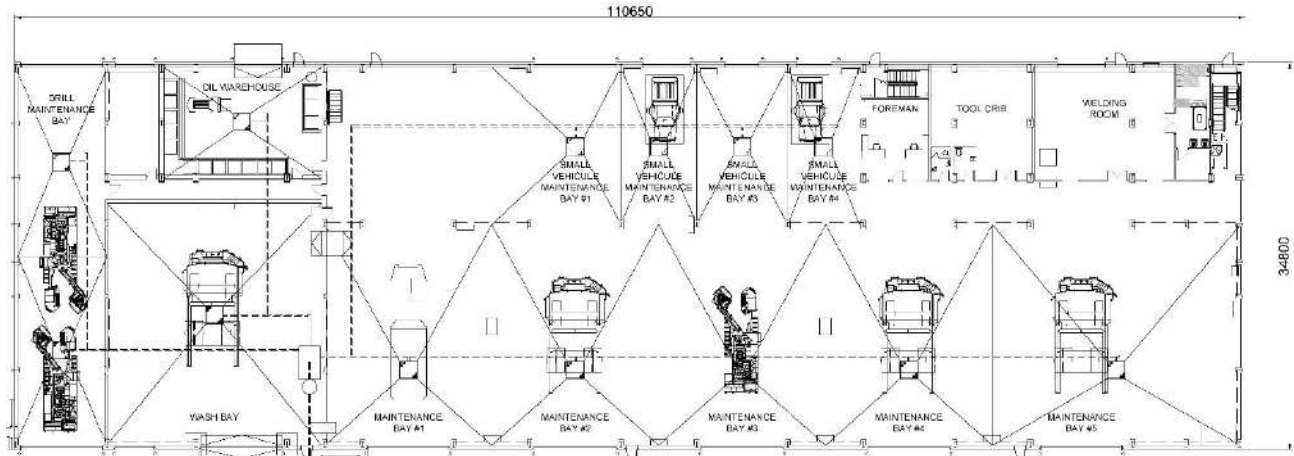 110650
DRILL
MAINTENANCE
BAY
OIL WAREHOUSE
FOREMAN
TOOL CRIB
WELDING
ROOM
SMALL
VEHICULE
MAINTENANCE
BAY #1
SMALL
VEHICULE
MAINTENANCE
BAY #2
SMALL
VEHICULE
MAINTENANCE
BAY #3
SMALL
VEHICULE
MAINTENANCE
BAY #4
34800
WASH BAY
MAINTENANCE
BAY #1
MAINTENANCE
BAY #2
MAINTENANCE
BAY #3
MAINTENANCE
BAY #4
MAINTENANCE
BAY #5